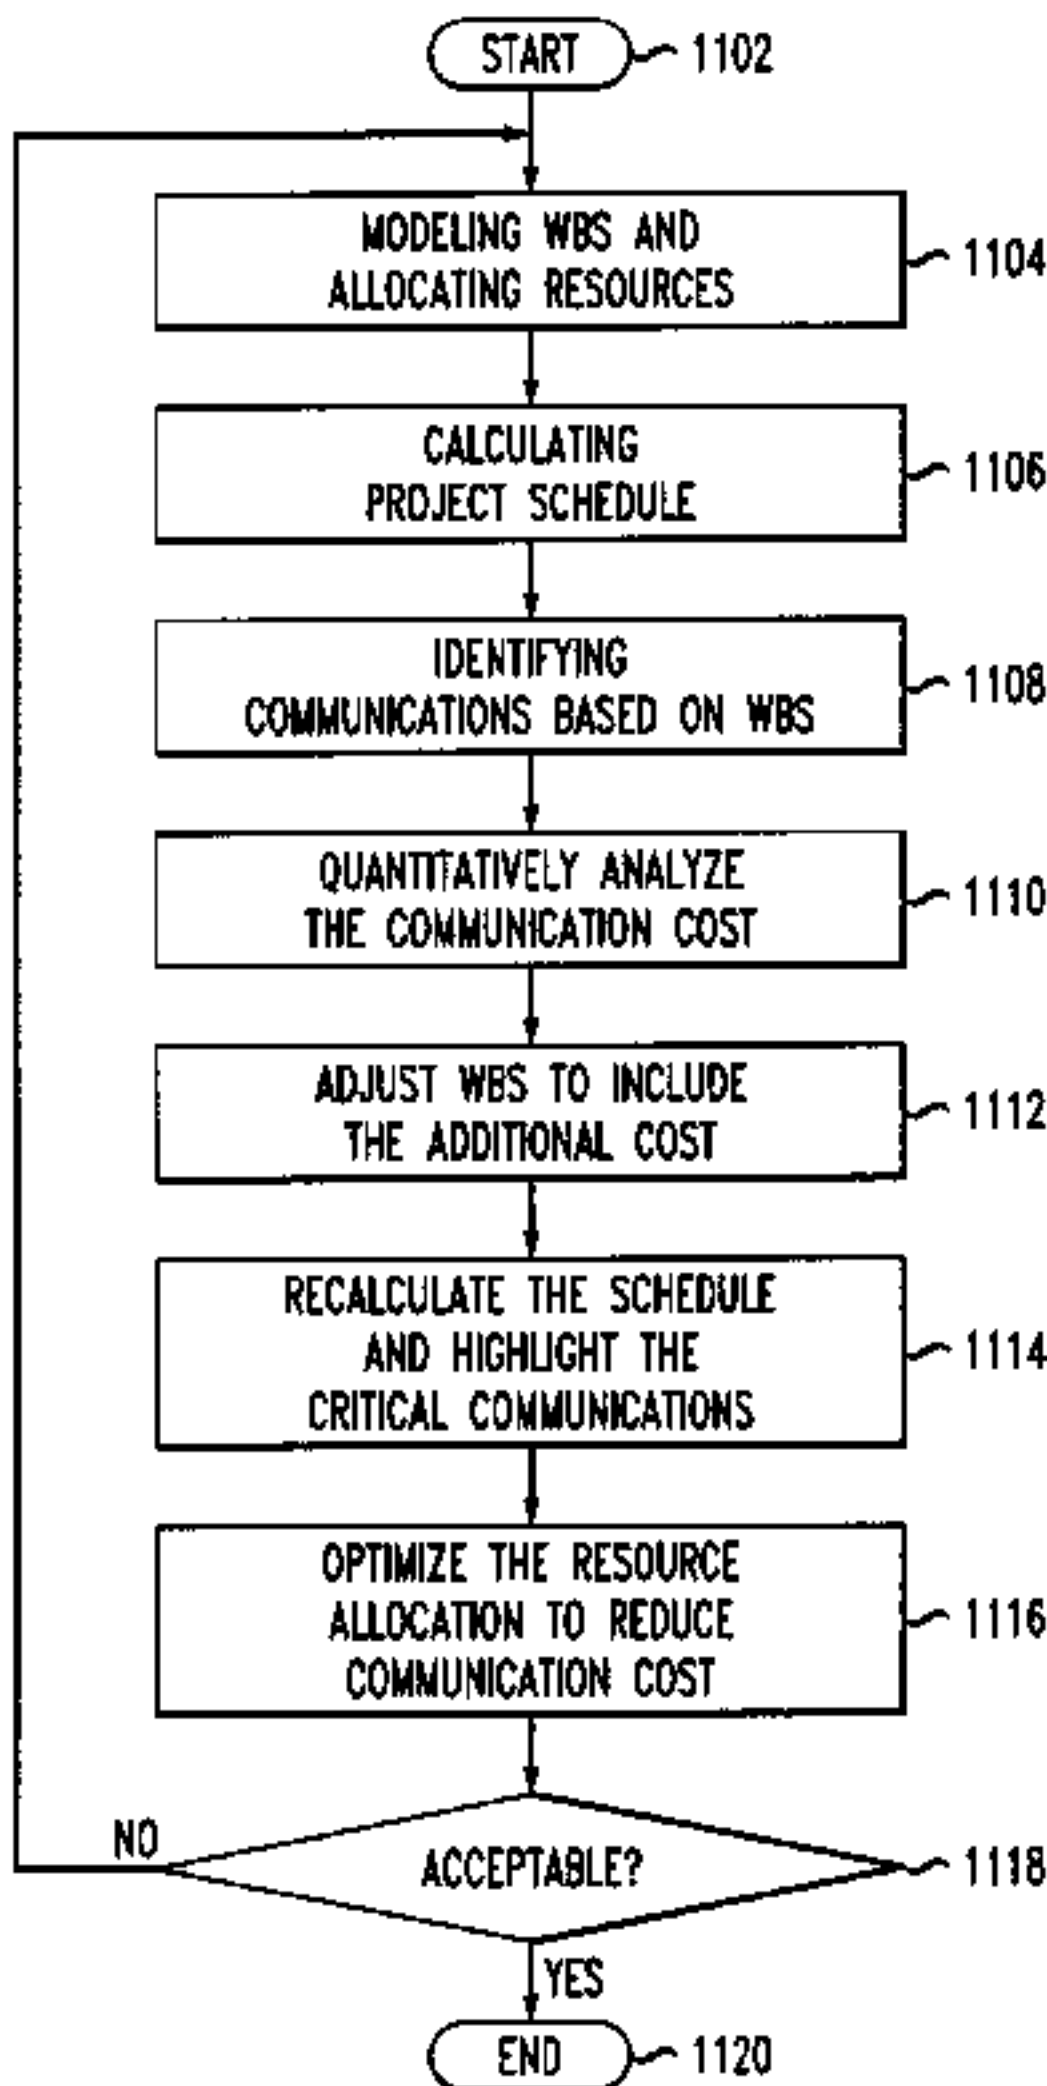 START 1102
MODELING WBS AND
ALLOCATING RESOURCES
1104
CALCULATING
PROJECT SCHEDULE
1106
IDENTIFYING
COMMUNICATIONS BASED ON WBS
1108
QUANTITATIVELY ANALYZE
THE COMMUNICATION COST
1110
ADJUST WBS TO INCLUDE
THE ADDITIONAL COST
1112
RECALCULATE THE SCHEDULE
AND HIGHLIGHT THE
CRITICAL COMMUNICATIONS
1114
OPTIMIZE THE RESOURCE
ALLOCATION TO REDUCE
COMMUNICATION COST
1116
NO
ACCEPTABLE?
1118
YES
END 1120